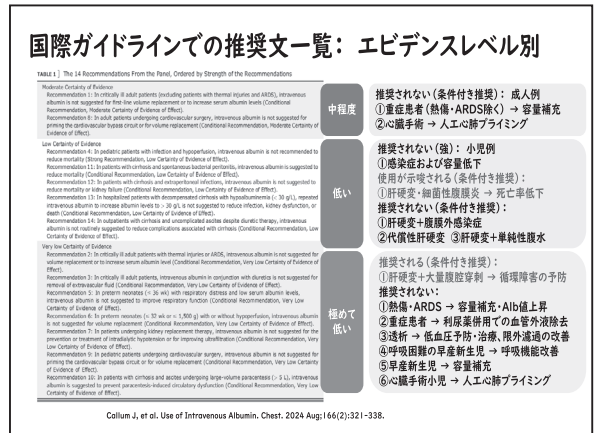 国際ガイドラインでの推奨文一覧： エビデンスレベル別
TABLE 1 ] The 14 Recommendations From the Panel, Ordered by Strength of the Recommendations
Moderate Certainty of Evidence
Recommendation 1: In critically ill adult patients (excluding patients with thermal injuries and ARDS), intravenous
albumin is not suggested for first-line volume replacement or to increase serum albumin levels (Conditional
Recommendation, Moderate Certainty of Evidence of Effect).
Recommendation 8: In adult patients undergoing cardiovascular surgery, intravenous albumin is not suggested for
priming the cardiovascular bypass circuit or for volume replacement (Conditional Recommendation, Moderate Certainty of
Evidence of Effect).
Low Certainty of Evidence
Recommendation 4: In pediatric patients with infection and hypoperfusion, intravenous albumin is not recommended to
reduce mortality (Strong Recommendation, Low Certainty of Evidence of Effect).
Recommendation 11: In patients with cirrhosis and spontaneous bacterial peritonitis, intravenous albumin is suggested to
reduce mortality (Conditional Recommendation, Low Certainty of Evidence of Effect).
Recommendation 12: In patients with cirrhosis and extraperitoneal infections, intravenous albumin is not suggested to
reduce mortality or kidney failure (Conditional Recommendation, Low Certainty of Evidence of Effect).
Recommendation 13: In hospitalized patients with decompensated cirrhosis with hypoalbuminemia (< 30 g/L), repeated
intravenous albumin to increase albumin levels to > 30 g/L is not suggested to reduce infection, kidney dysfunction, or
death (Conditional Recommendation, Low Certainty of Evidence of Effect).
Recommendation 14: In outpatients with cirrhosis and uncomplicated ascites despite diuretic therapy, intravenous
albumin is not routinely suggested to reduce complications associated with cirrhosis (Conditional Recommendation, Low
Certainty of Evidence of Effect).
Very low Certainty of Evidence
Recommendation 2: In critically ill adult patients with thermal injuries or ARDS, intravenous albumin is not suggested for
volume replacement or to increase serum albumin level (Conditional Recommendation, Very Low Certainty of Evidence of
Effect).
Recommendation 3: In critically ill adult patients, intravenous albumin in conjunction with diuretics is not suggested for
removal of extravascular fluid (Conditional Recommendation, Very Low Certainty of Evidence of Effect).
Recommendation 5: In preterm neonates (≤ 36 wk) with respiratory distress and low serum albumin levels,
intravenous albumin is not suggested to improve respiratory function (Conditional Recommendation, Very Low
Certainty of Evidence of Effect).
Recommendation 6: In preterm neonates (≤ 32 wk or ≤ 1,500 g) with or without hypoperfusion, intravenous albumin
is not suggested for volume replacement (Conditional Recommendation, Very Low Certainty of Evidence of Effect).
Recommendation 7: In patients undergoing kidney replacement therapy, intravenous albumin is not suggested for the
prevention or treatment of intradialytic hypotension or for improving ultrafiltration (Conditional Recommendation, Very
Low Certainty of Evidence of Effect).
Recommendation 9: In pediatric patients undergoing cardiovascular surgery, intravenous albumin is not suggested for
priming the cardiovascular bypass circuit or for volume replacement (Conditional Recommendation, Very Low Certainty
of Evidence of Effect).
Recommendation 10: In patients with cirrhosis and ascites undergoing large-volume paracentesis (> 5 L), intravenous
albumin is suggested to prevent paracentesis-induced circulatory dysfunction (Conditional Recommendation, Very Low
Certainty of Evidence of Effect).
中程度
推奨されない（条件付き推奨）： 成人例
①重症患者（熱傷・ARDS除く） → 容量補充
②心臓手術 → 人工心肺プライミング
低い
推奨されない（強）： 小児例
①感染症および容量低下
使用が示唆される（条件付き推奨）：
①肝硬変・細菌性腹膜炎 → 死亡率低下
推奨されない（条件付き推奨）：
①肝硬変+腹膜外感染症
②代償性肝硬変 ③肝硬変+単純性腹水
極めて
低い
推奨される（条件付き推奨）：
①肝硬変+大量腹腔穿刺 → 循環障害の予防
推奨されない：
①熱傷・ARDS → 容量補充・Alb値上昇
②重症患者 → 利尿薬併用での血管外液除去
③透析 → 低血圧予防・治療、限外濾過の改善
④呼吸困難の早産新生児 → 呼吸機能改善
⑤早産新生児 → 容量補充
⑥心臓手術小児 → 人工心肺プライミング
Callum J, et al. Use of Intravenous Albumin. Chest. 2024 Aug;166(2):321-338.